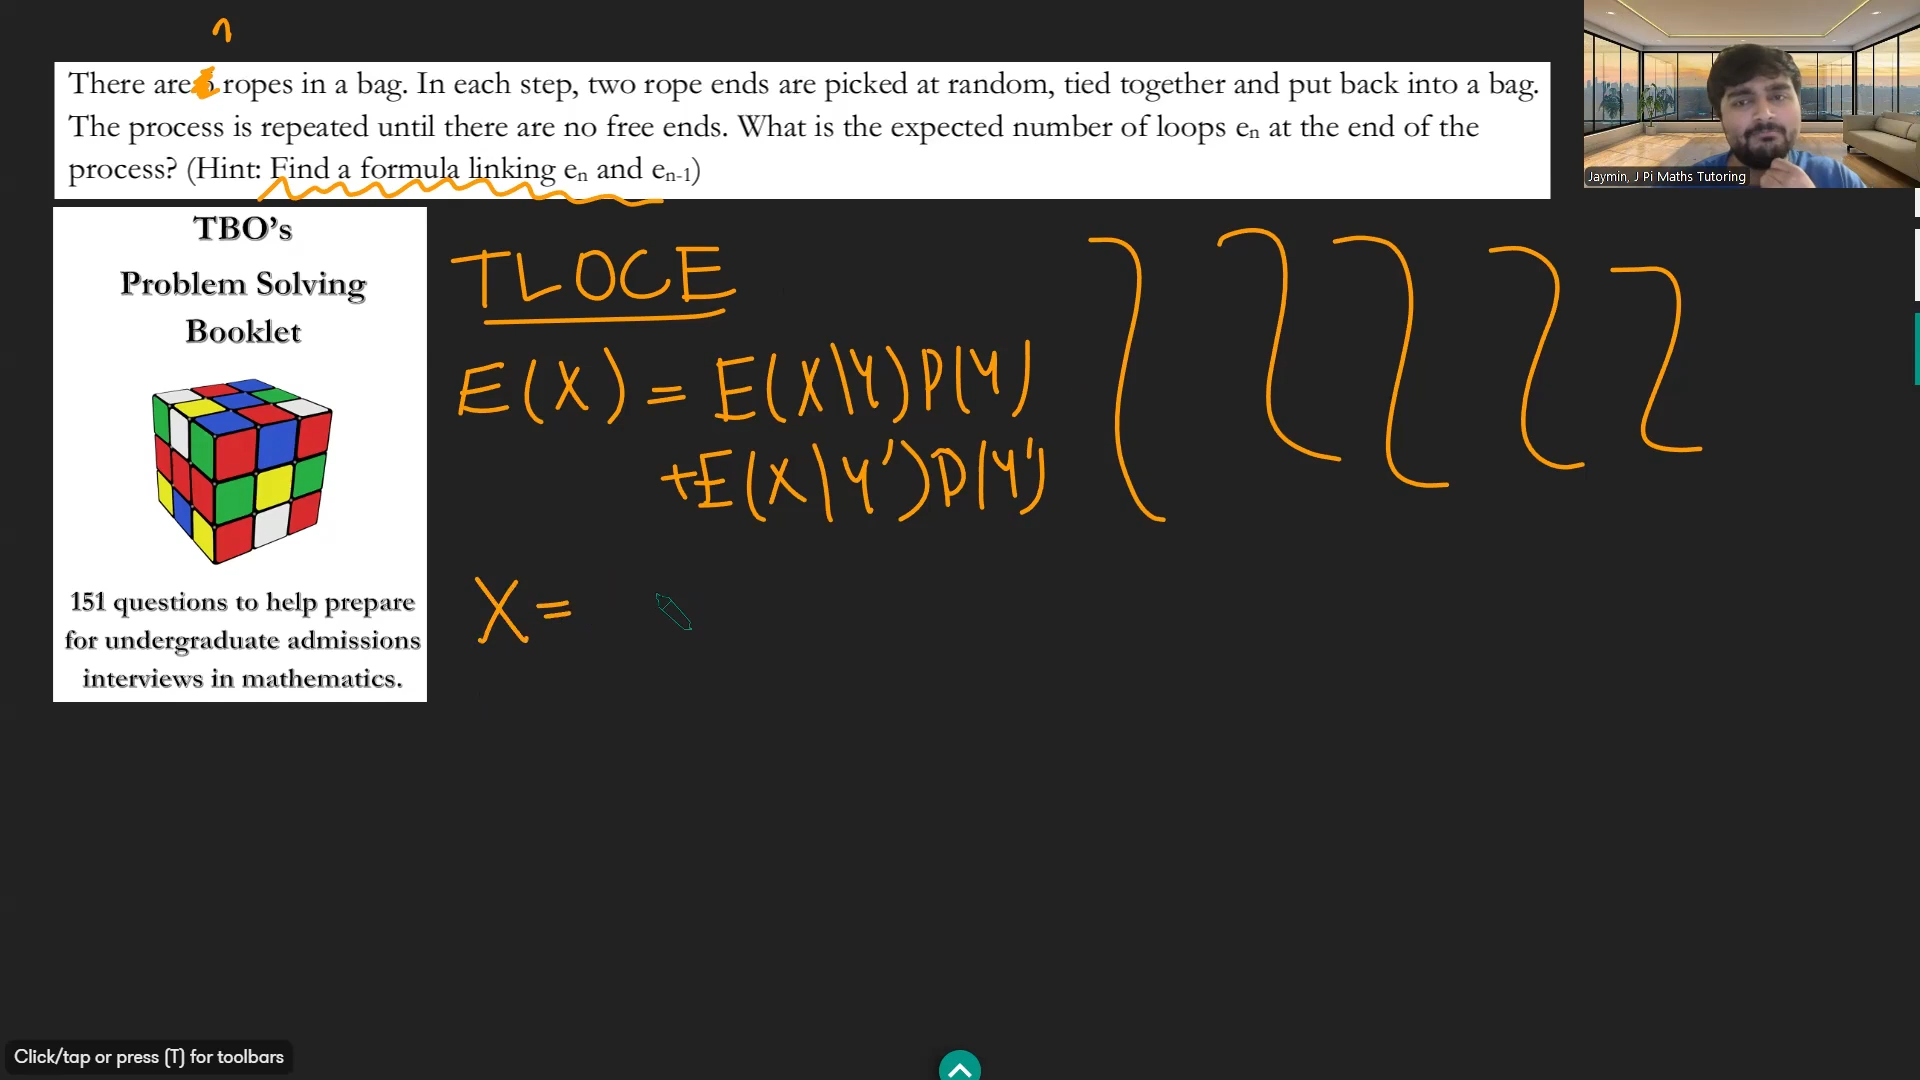 n
There are ropes in a bag. In each step, two rope ends are picked at random, tied together and put back into a bag.
The process is repeated until there are no free ends. What is the expected number of loops eₙ at the end of the
process? (Hint: Find a formula linking eₙ and eₙ₋₁)
Jaymin, J Pi Maths Tutoring
TBO's
Problem Solving
Booklet
151 questions to help prepare
for undergraduate admissions
interviews in mathematics.
TLOCE
E(X) = E(X|Y)P(Y)
+E(X|Y')P(Y')
X=
Click/tap or press (T) for toolbars